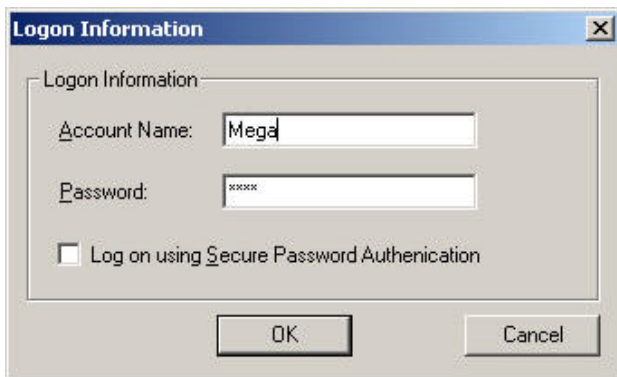 Logon Information
Logon Information
Account Name: Mega
Password: ****
Log on using Secure Password Authenication
OK Cancel